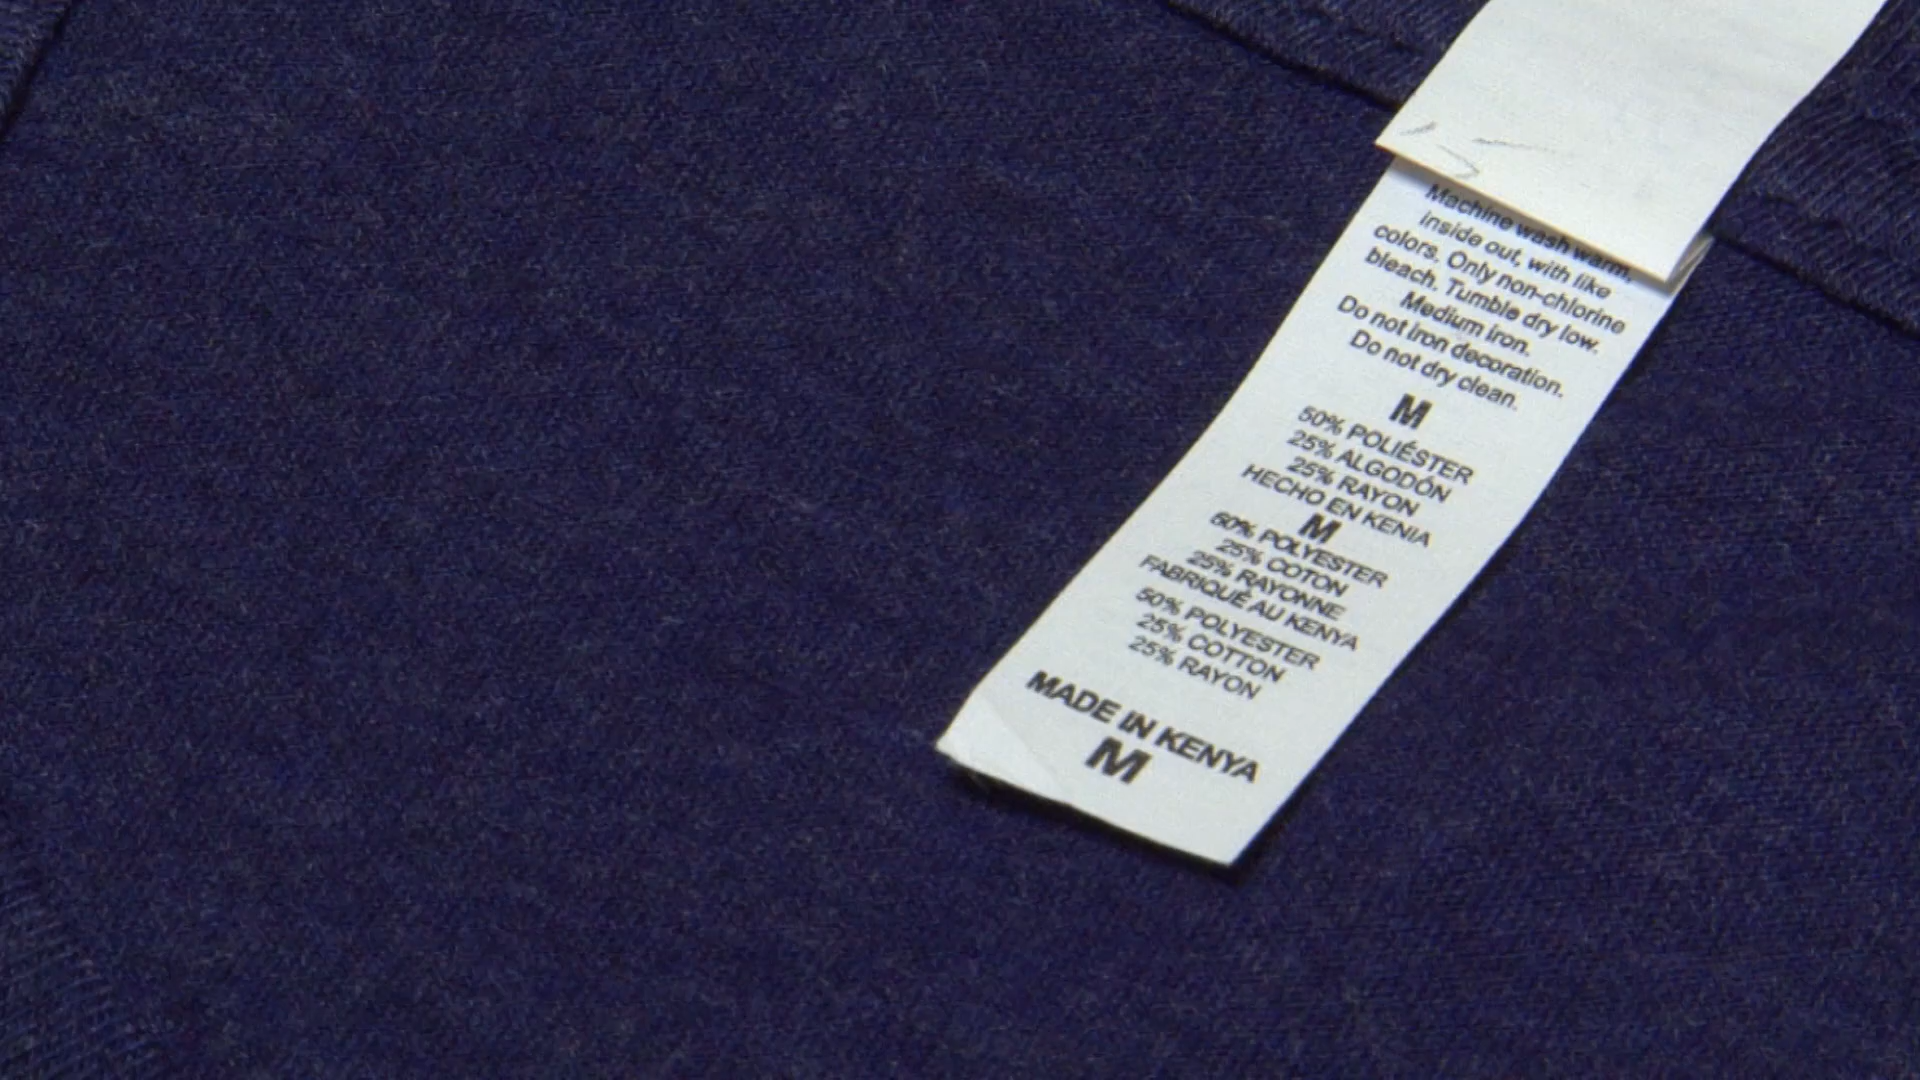 Machine wash warm,
inside out, with like
colors. Only non-chlorine
bleach. Tumble dry low.
Medium iron.
Do not iron decoration.
Do not dry clean.
M
50% POLIÉSTER
25% ALGODÓN
25% RAYON
HECHO EN KENIA
M
50% POLYESTER
25% COTON
25% RAYONNE
FABRIQUÉ AU KENYA
50% POLYESTER
25% COTTON
25% RAYON
MADE IN KENYA
M